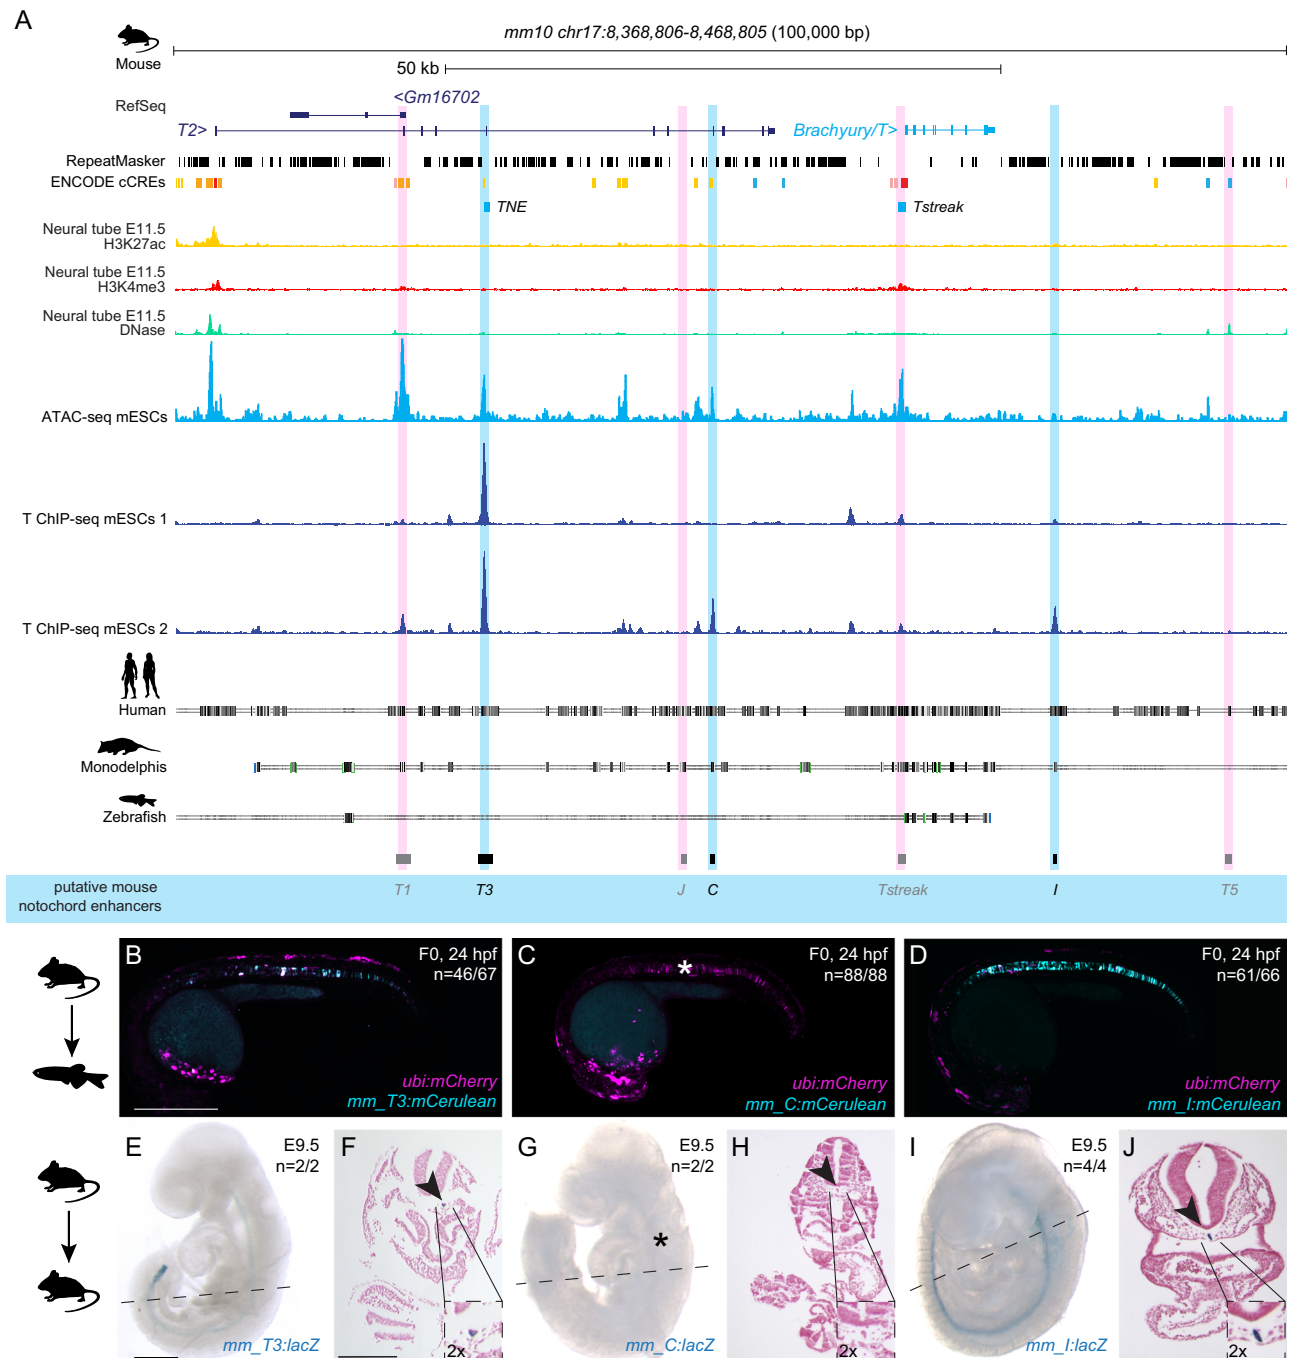 A
mm10 chr17:8,368,806-8,468,805 (100,000 bp)
Mouse
50 kb
RefSeq
<Gm16702
T2>
Brachyury/T>
RepeatMasker
ENCODE cCREs
TNE
Tstreak
Neural tube E11.5
H3K27ac
Neural tube E11.5
H3K4me3
Neural tube E11.5
DNase
ATAC-seq mESCs
T ChIP-seq mESCs 1
T ChIP-seq mESCs 2
Human
Monodelphis
Zebrafish
putative mouse
notochord enhancers
T1
T3
J
C
Tstreak
I
T5
B
F0, 24 hpf
n=46/67
ubi:mCherry
mm_T3:mCerulean
C
*
F0, 24 hpf
n=88/88
ubi:mCherry
mm_C:mCerulean
D
F0, 24 hpf
n=61/66
ubi:mCherry
mm_I:mCerulean
E
E9.5
n=2/2
mm_T3:lacZ
F
2x
G
E9.5
n=2/2
*
mm_C:lacZ
H
2x
I
E9.5
n=4/4
mm_I:lacZ
J
2x